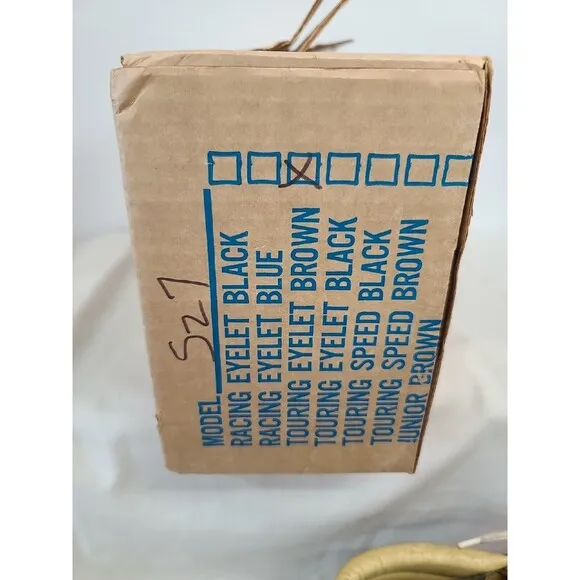 MODEL 527
RACING EYELET BLACK
RACING EYELET BLUE
TOURING EYELET BROWN X
TOURING EYELET BLACK
TOURING SPEED BLACK
TOURING SPEED BROWN
JUNIOR BROWN